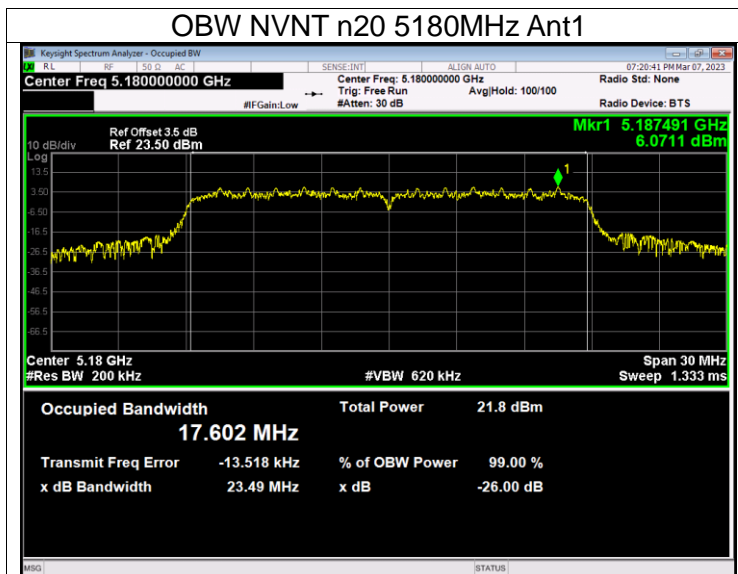 OBW NVNT n20 5180MHz Ant1
Keysight Spectrum Analyzer - Occupied BW
LXI RL RF 50 Ω AC SENSE:INT ALIGN AUTO 07:20:41 PM Mar 07, 2023
Center Freq 5.180000000 GHz Center Freq: 5.180000000 GHz Radio Std: None
Trig: Free Run Avg|Hold: 100/100
#IFGain:Low #Atten: 30 dB Radio Device: BTS
Mkr1 5.187491 GHz
6.0711 dBm
Ref Offset 3.5 dB
10 dB/div Ref 23.50 dBm
Log
13.5
3.50
-6.50
-16.5
-26.5
-36.5
-46.5
-56.5
-66.5
1
Center 5.18 GHz Span 30 MHz
#Res BW 200 kHz #VBW 620 kHz Sweep 1.333 ms
Occupied Bandwidth Total Power 21.8 dBm
17.602 MHz
Transmit Freq Error -13.518 kHz % of OBW Power 99.00 %
x dB Bandwidth 23.49 MHz x dB -26.00 dB
MSG STATUS